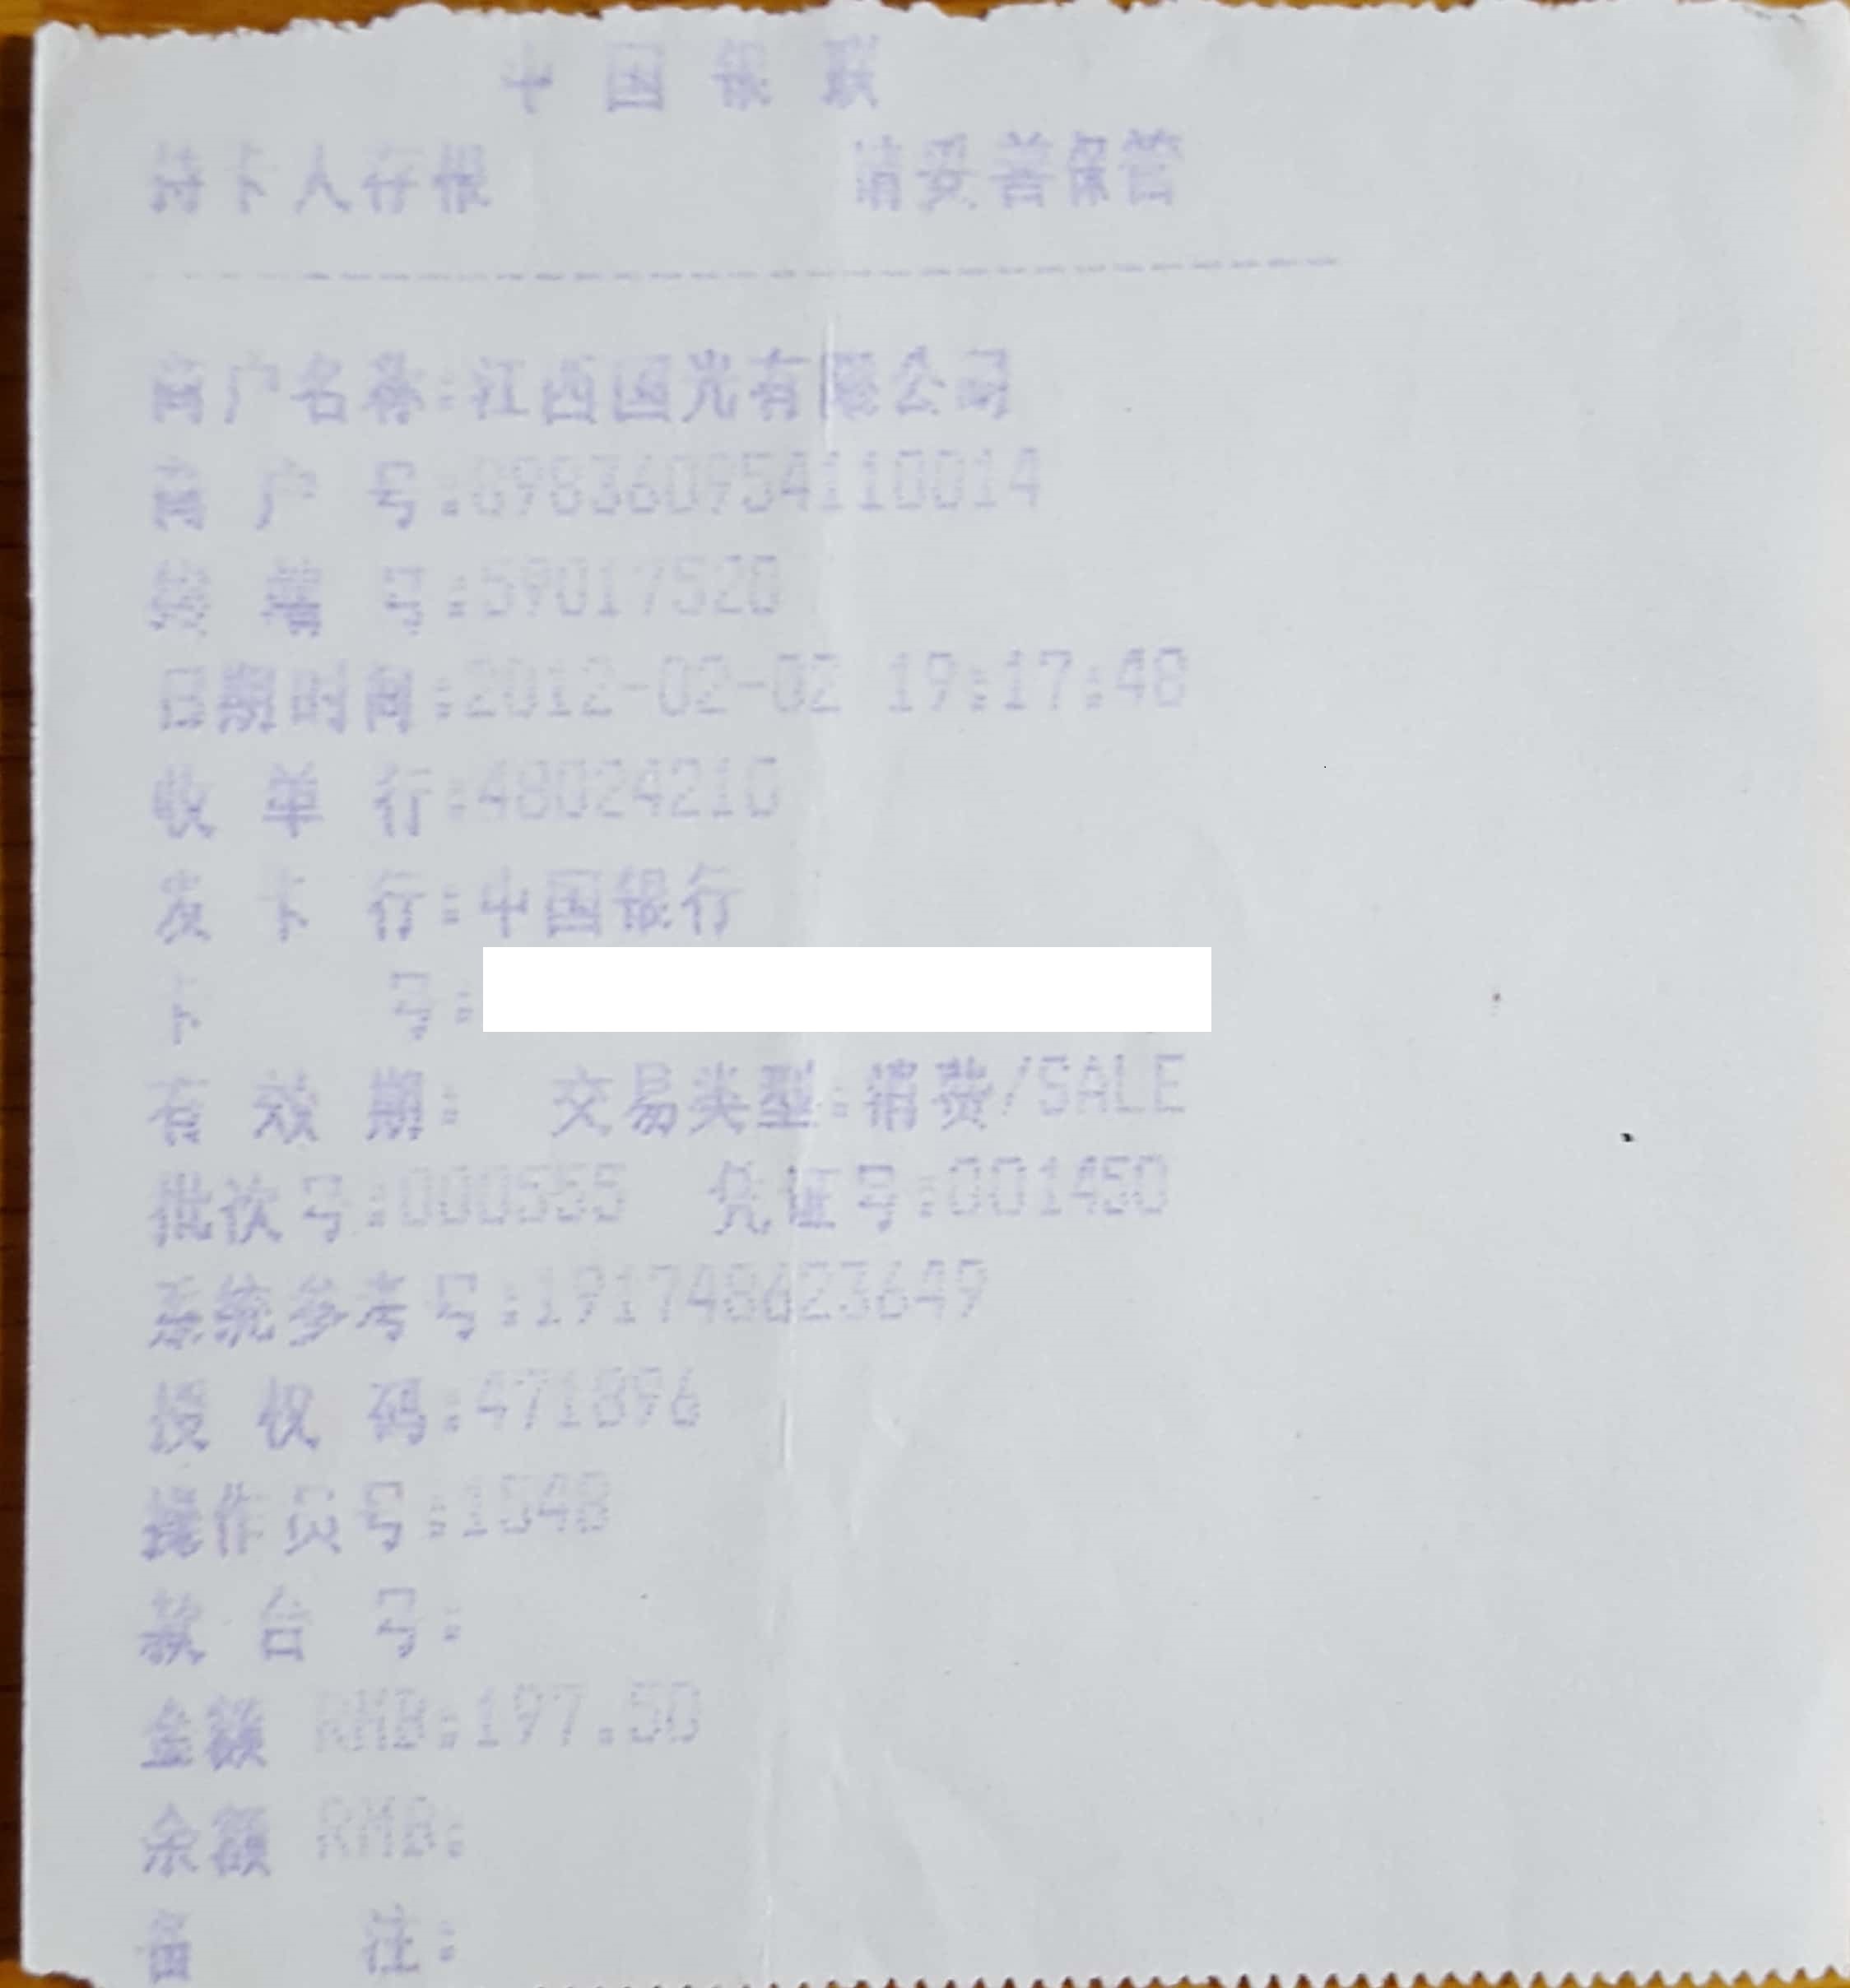 中国银联
持卡人存根 请妥善保管
商户名称:江西国光有限公司
商户号:898360954110014
终端号:59017520
日期时间:2012-02-02 19:17:48
收单行:48024210
发卡行:中国银行
卡号:
有效期: 交易类型:消费/SALE
批次号:000555 凭证号:001450
系统参考号:191748623649
授权码:471896
操作员号:1548
款台号:
金额 RMB:197.50
余额 RMB:
备注: